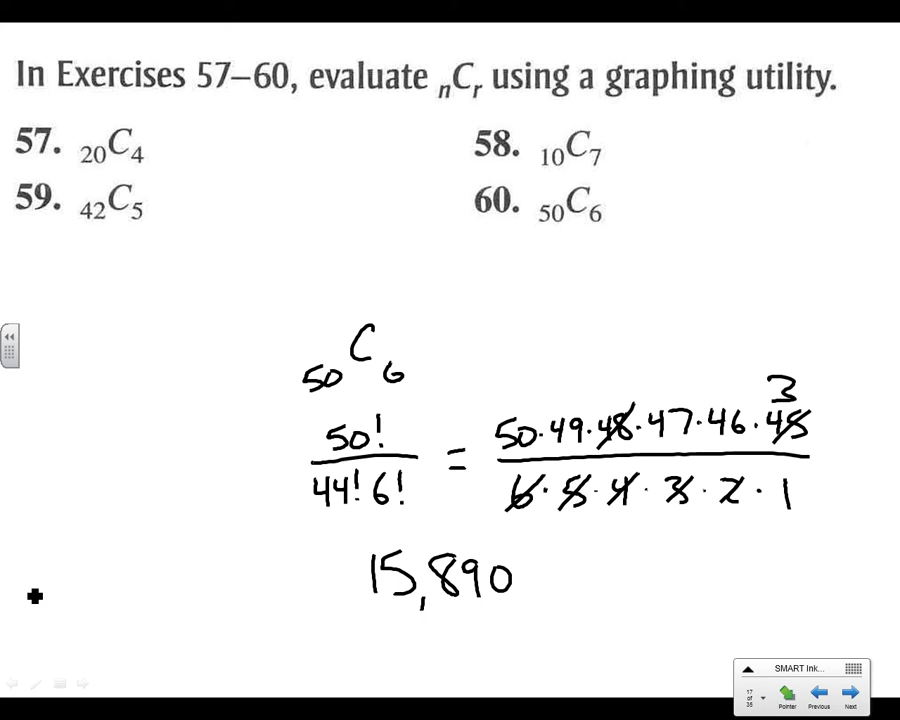 In Exercises 57–60, evaluate nCr using a graphing utility.
57. 20C4 58. 10C7
59. 42C5 60. 50C6
50C6
3
50! / 44! 6! = 50·49·48·47·46·45 / 6·5·4·3·2·1
15,890
SMART Ink...
17 of 35 Pointer Previous Next